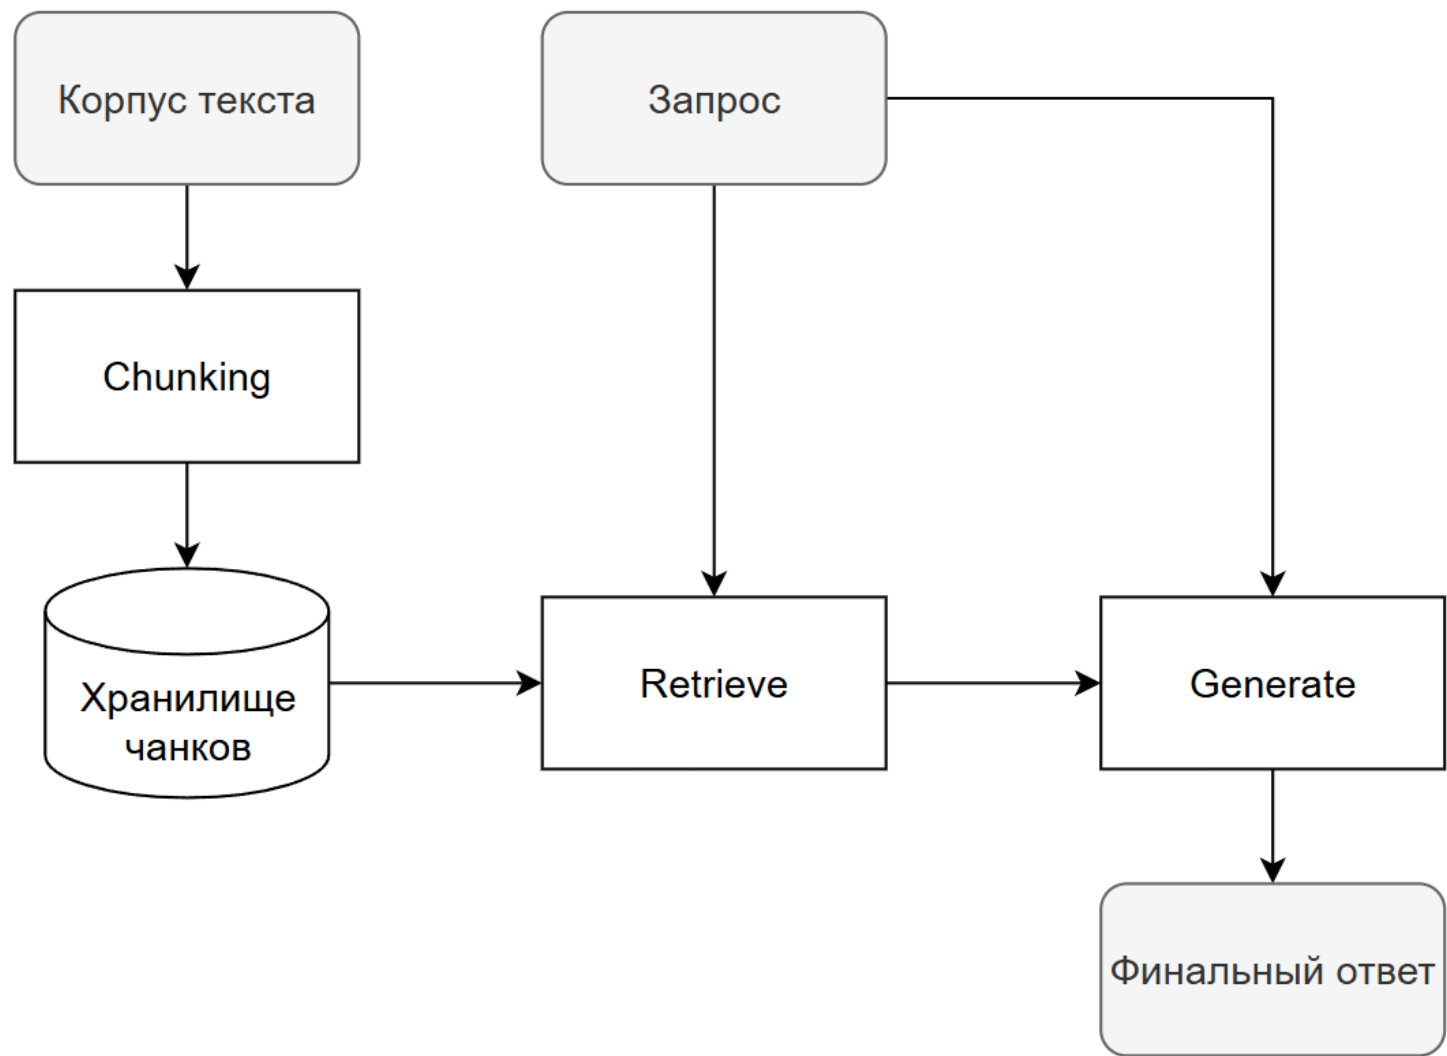 Корпус текста
Запрос
Chunking
Хранилище
чанков
Retrieve
Generate
Финальный ответ